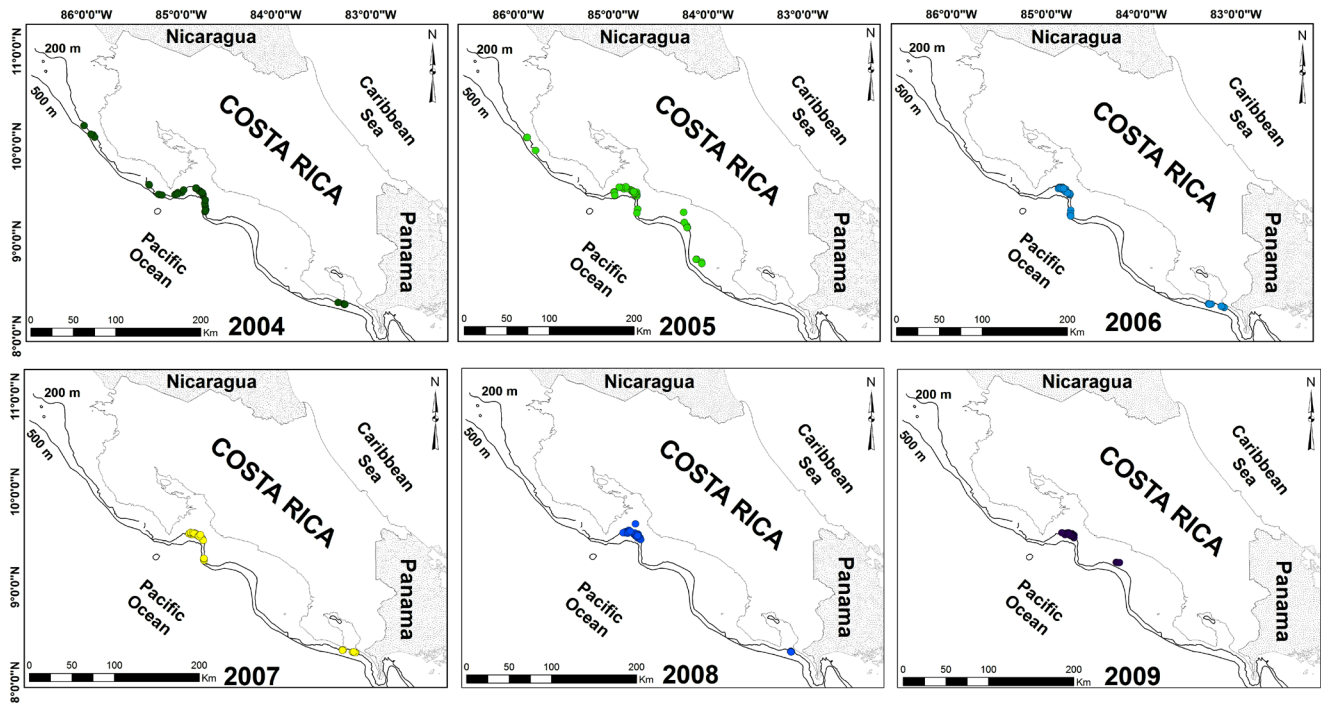 86°0'0"W 85°0'0"W 84°0'0"W 83°0'0"W
86°0'0"W 85°0'0"W 84°0'0"W 83°0'0"W
86°0'0"W 85°0'0"W 84°0'0"W 83°0'0"W
11°0'0"N
10°0'0"N
9°0'0"N
8°0'0"N
Nicaragua
N
200 m
500 m
Caribbean
Sea
COSTA RICA
Panama
Pacific
Ocean
0 50 100 200
Km
2004
Nicaragua
N
200 m
500 m
Caribbean
Sea
COSTA RICA
Panama
Pacific
Ocean
0 50 100 200
Km
2005
Nicaragua
N
200 m
500 m
Caribbean
Sea
COSTA RICA
Panama
Pacific
Ocean
0 50 100 200
Km
2006
11°0'0"N
10°0'0"N
9°0'0"N
8°0'0"N
Nicaragua
N
200 m
500 m
Caribbean
Sea
COSTA RICA
Panama
Pacific
Ocean
0 50 100 200
Km
2007
Nicaragua
N
200 m
500 m
Caribbean
Sea
COSTA RICA
Panama
Pacific
Ocean
0 50 100 200
Km
2008
Nicaragua
N
200 m
500 m
Caribbean
Sea
COSTA RICA
Panama
Pacific
Ocean
0 50 100 200
Km
2009